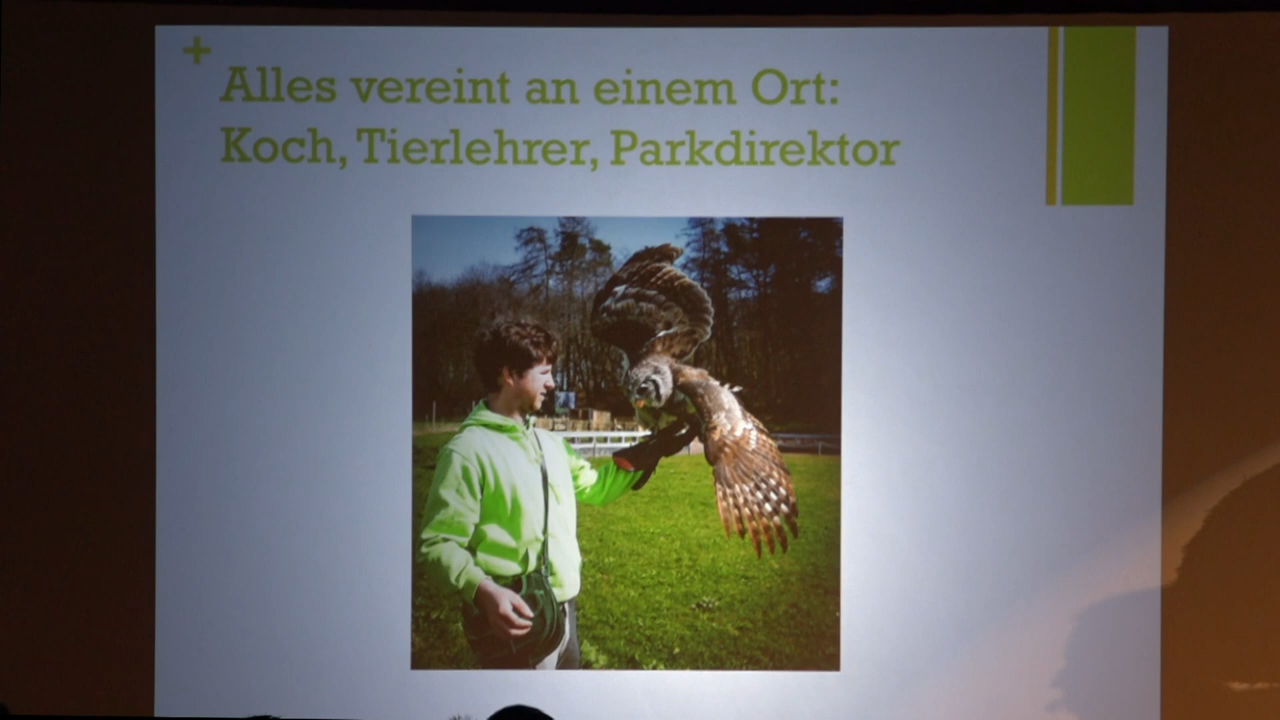 +
Alles vereint an einem Ort:
Koch, Tierlehrer, Parkdirektor